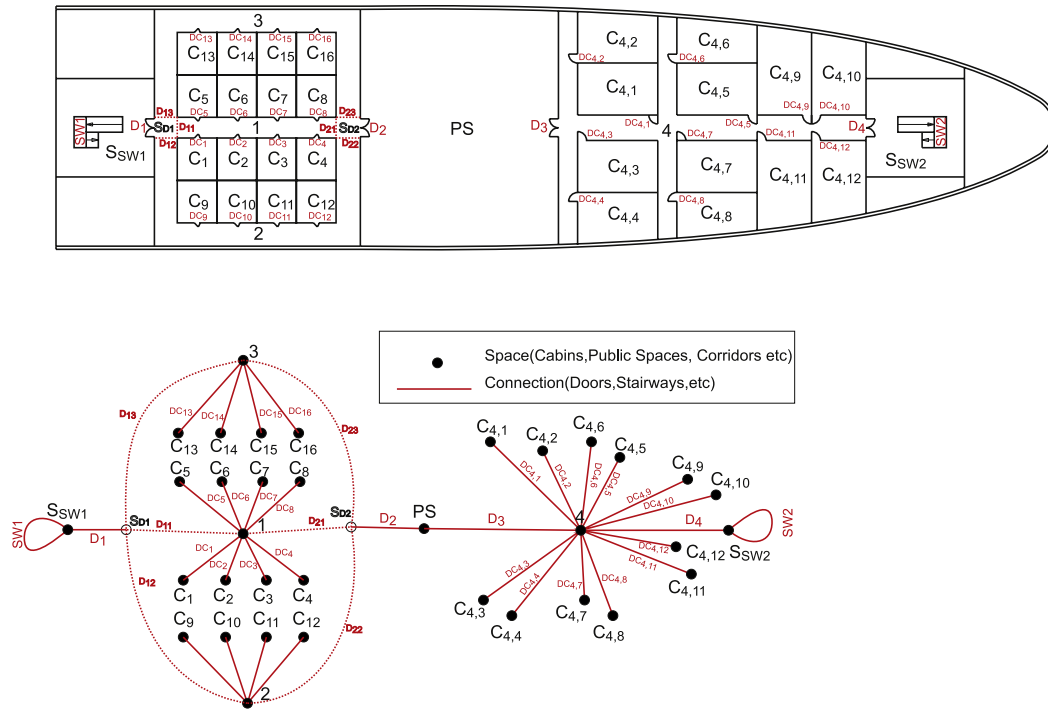 3
DC13 DC14 DC15 DC16
C13 C14 C15 C16
C5 C6 C7 C8
D13 DC5 DC6 DC7 DC8 D23
SW1 D1 SD1 D11 1 D21 SD2 D2
SSW1 D12 DC1 DC2 DC3 DC4 D22
C1 C2 C3 C4
C9 C10 C11 C12
DC9 DC10 DC11 DC12
2
PS
C4,2 C4,6
DC4,2 DC4,6
C4,9 C4,10
C4,1 C4,5
DC4,9 DC4,10
DC4,1 DC4,5
D3 4 D4 SW2
DC4,3 DC4,7 DC4,11 DC4,12
SSW2
C4,3 C4,7 C4,11 C4,12
DC4,4 DC4,8
C4,4 C4,8
Space(Cabins,Public Spaces, Corridors etc)
Connection(Doors,Stairways,etc)
3
D13 DC13 DC14 DC15 DC16 D23
C13 C14 C15 C16
C5 C6 C7 C8
DC5 DC6 DC7 DC8
SW1 SSW1 D1 SD1 D11 1 D21 SD2 D2 PS D3 4 D4 SSW2 SW2
DC1 DC2 DC3 DC4
D12 C1 C2 C3 C4
C9 C10 C11 C12
D22
2
C4,1 C4,2 C4,6 C4,5
C4,9 C4,10
DC4,1 DC4,2 DC4,6 DC4,5 DC4,9 DC4,10
DC4,12 C4,12
DC4,11 C4,11
DC4,3 DC4,4 DC4,7 DC4,8
C4,3 C4,4 C4,7 C4,8